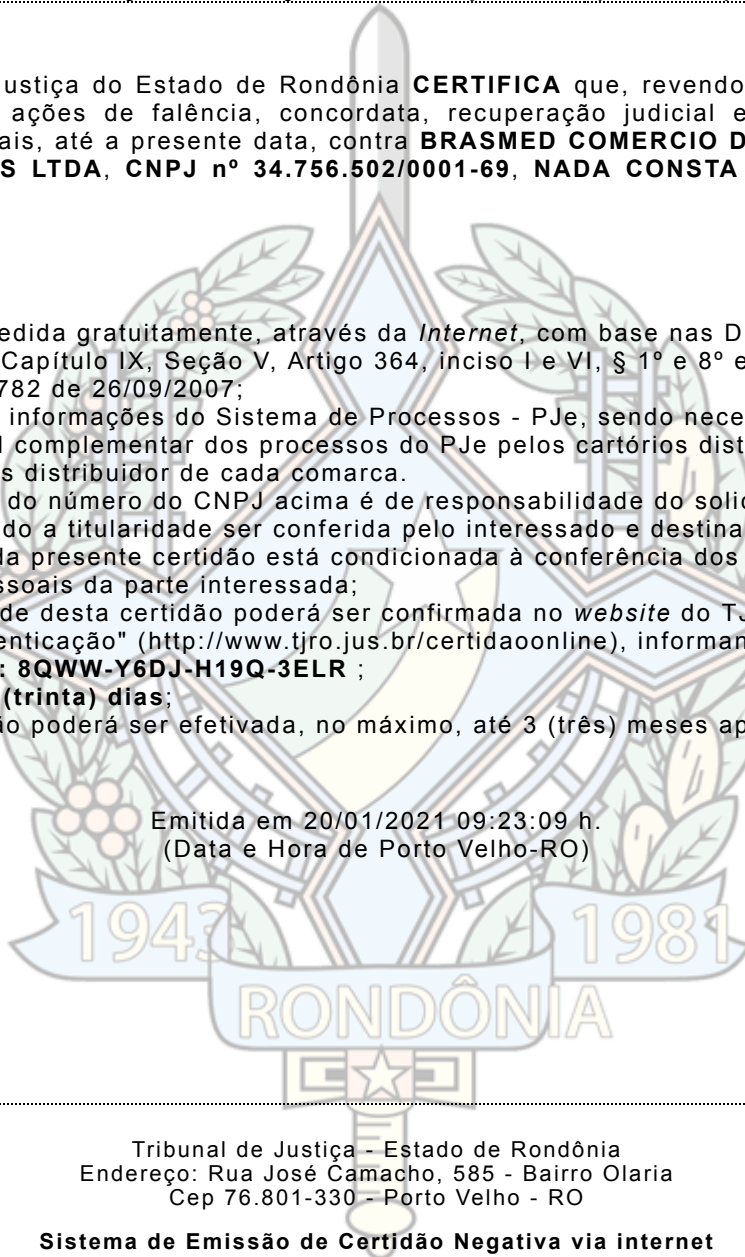 ustiça do Estado de Rondônia CERTIFICA que, revendo
ações de falência, concordata, recuperação judicial e
ais, até a presente data, contra BRASMED COMERCIO D
S LTDA, CNPJ nº 34.756.502/0001-69, NADA CONSTA
edida gratuitamente, através da Internet, com base nas D
Capítulo IX, Seção V, Artigo 364, inciso I e VI, § 1º e 8º e
782 de 26/09/2007;
informações do Sistema de Processos - PJe, sendo nece
l complementar dos processos do PJe pelos cartórios dist
s distribuidor de cada comarca.
do número do CNPJ acima é de responsabilidade do solic
do a titularidade ser conferida pelo interessado e destina
da presente certidão está condicionada à conferência dos
ssoais da parte interessada;
de desta certidão poderá ser confirmada no website do TJ
enticação" (http://www.tjro.jus.br/certidaoonline), informan
: 8QWW-Y6DJ-H19Q-3ELR ;
(trinta) dias;
ão poderá ser efetivada, no máximo, até 3 (três) meses ap
Emitida em 20/01/2021 09:23:09 h.
(Data e Hora de Porto Velho-RO)
1943 1981
RONDÔNIA
Tribunal de Justiça - Estado de Rondônia
Endereço: Rua José Camacho, 585 - Bairro Olaria
Cep 76.801-330 - Porto Velho - RO
Sistema de Emissão de Certidão Negativa via internet